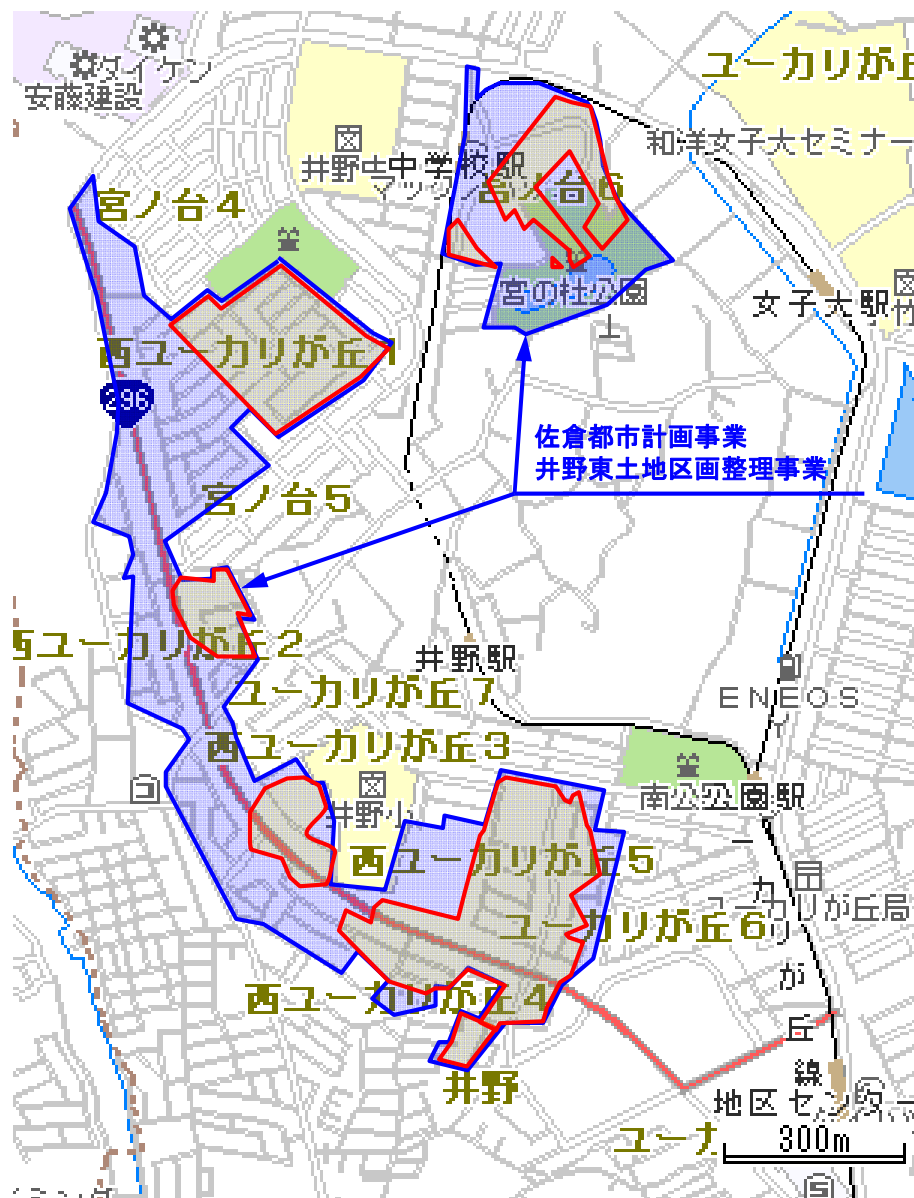 ダイケン
安藤建設
ユーカリが丘
和洋女子大セミナー
井野中
中学校駅
宮ノ台6
宮ノ台4
宮の杜公園
女子大駅
西ユーカリが丘1
296
佐倉都市計画事業
井野東土地区画整理事業
宮ノ台5
西ユーカリが丘2
井野駅
ユーカリが丘7
ENEOS
西ユーカリが丘3
井野小
南公園駅
西ユーカリが丘5
ユーカリが丘局
ユーカリが丘6
西ユーカリが丘4
井野
地区センター
300m